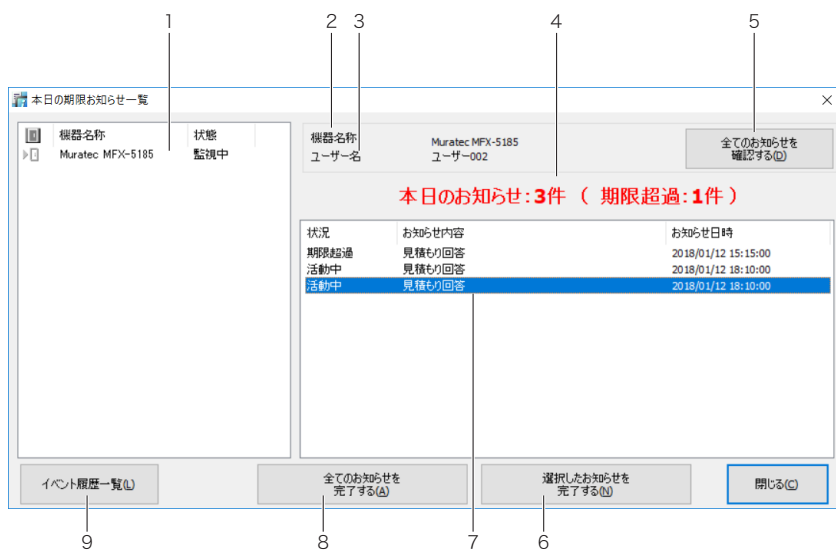 1
2
3
4
5
本日の期限お知らせ一覧
機器名称 状態
Muratec MFX-5185 監視中
機器名称 Muratec MFX-5185
ユーザー名 ユーザー002
全てのお知らせを
確認する(D)
本日のお知らせ:3件 ( 期限超過:1件 )
状況 お知らせ内容 お知らせ日時
期限超過 見積もり回答 2018/01/12 15:15:00
活動中 見積もり回答 2018/01/12 18:10:00
活動中 見積もり回答 2018/01/12 18:10:00
イベント履歴一覧(L)
全てのお知らせを
完了する(A)
選択したお知らせを
完了する(N)
閉じる(C)
9
8
7
6